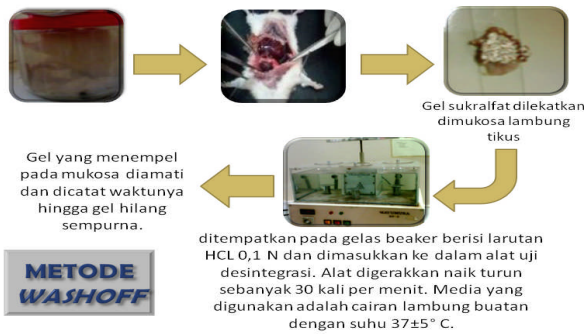 Gel sukralfat dilekatkan
dimukosa lambung
tikus
Gel yang menempel
pada mukosa diamati
dan dicatat waktunya
hingga gel hilang
sempurna.
ditempatkan pada gelas beaker berisi larutan
HCL 0,1 N dan dimasukkan ke dalam alat uji
desintegrasi. Alat digerakkan naik turun
sebanyak 30 kali per menit. Media yang
digunakan adalah cairan lambung buatan
dengan suhu 37±5° C.
METODE
WASHOFF